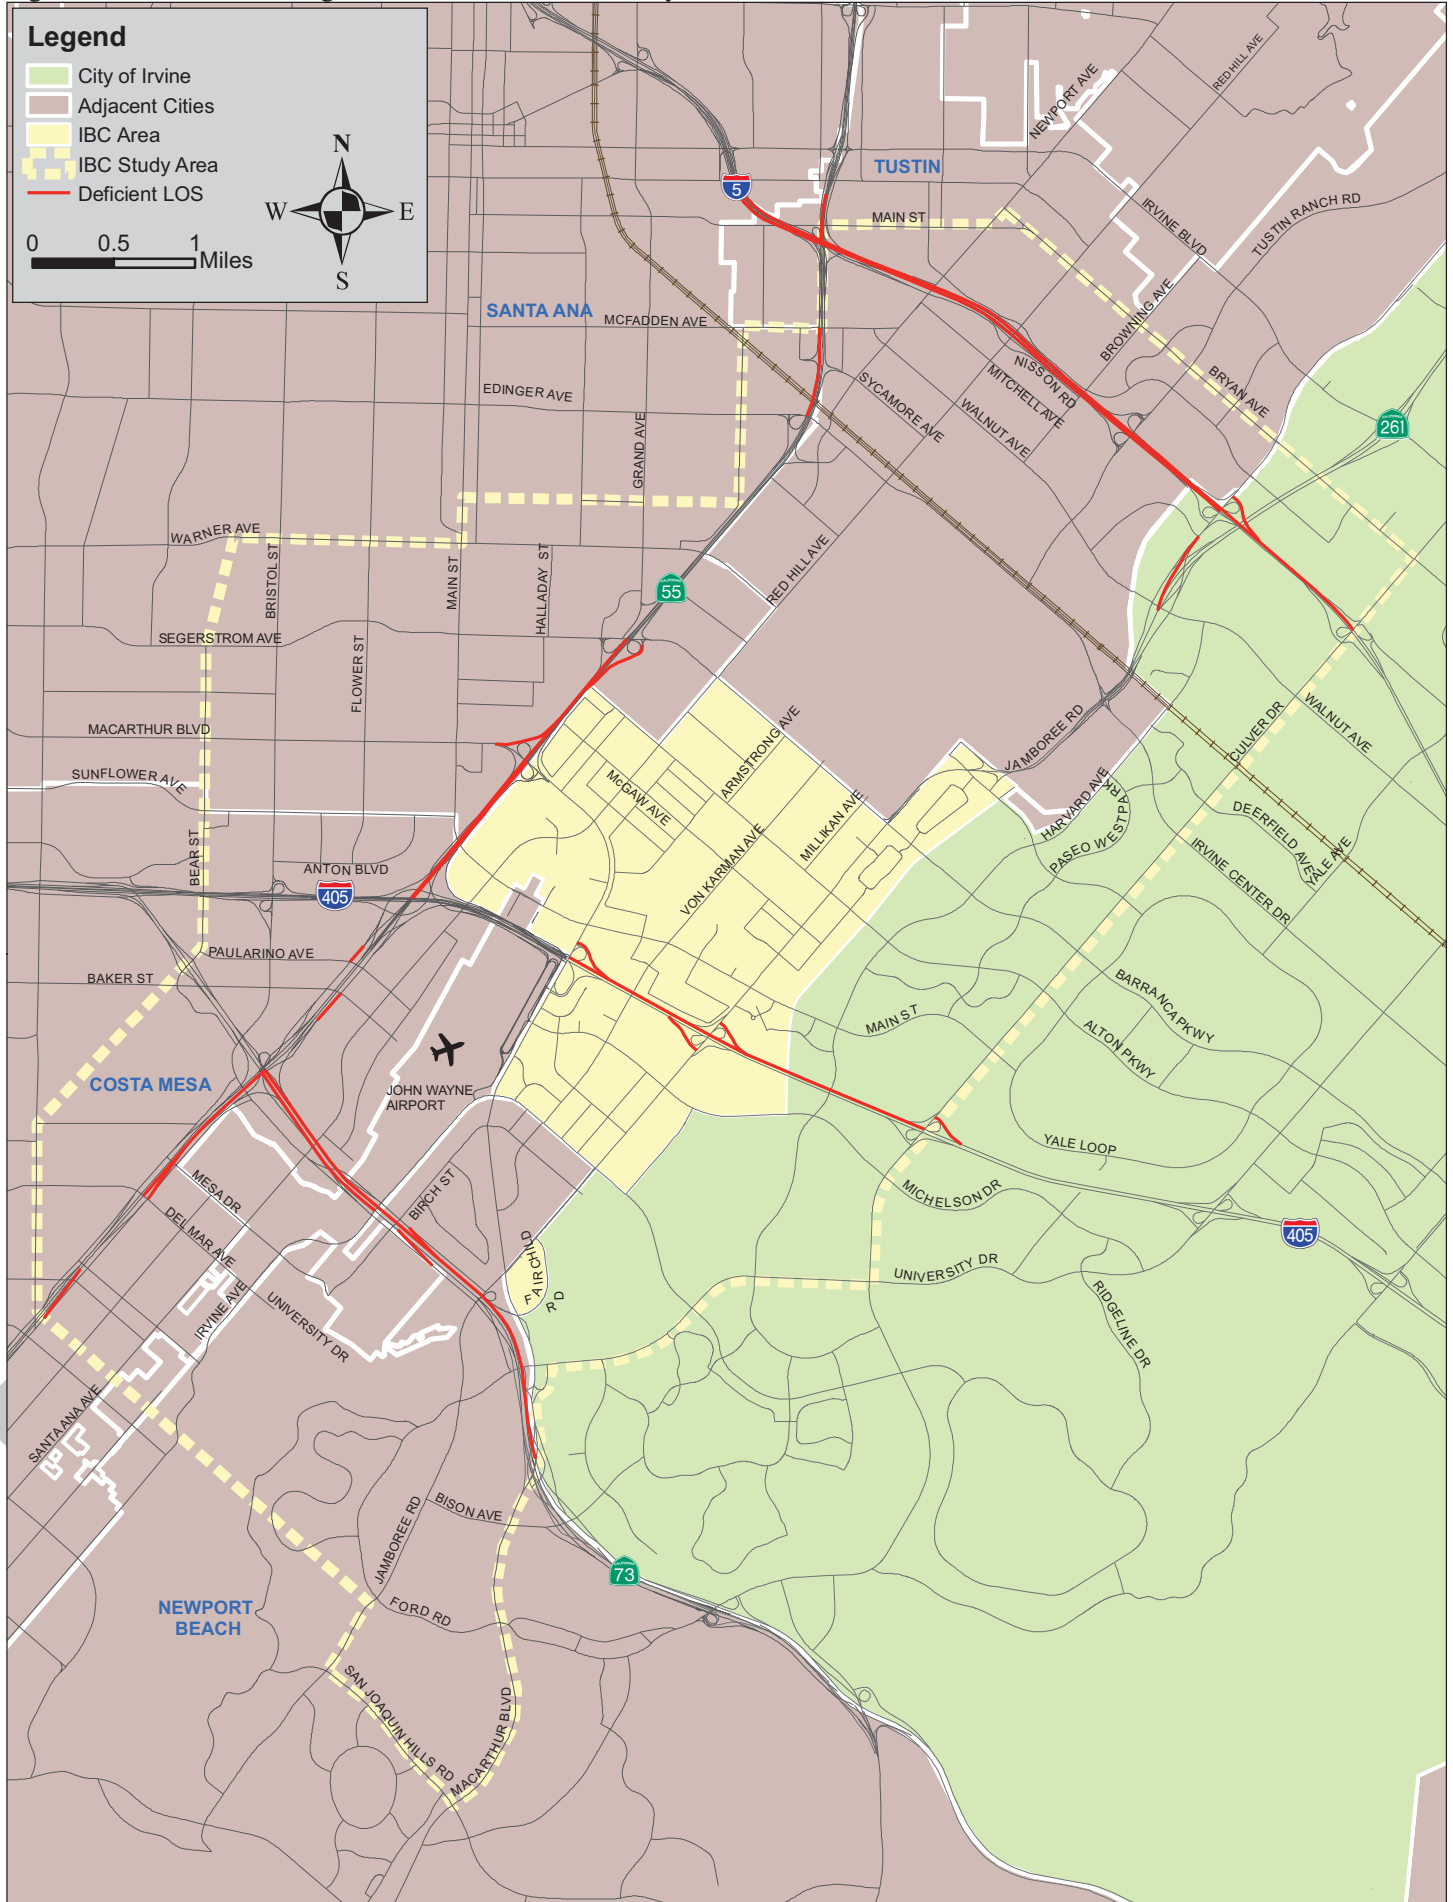 Legend
City of Irvine
Adjacent Cities
IBC Area
IBC Study Area
Deficient LOS
N
W
E
S
0 0.5 1
Miles
5
TUSTIN
NEWPORT AVE
RED HILL AVE
MAIN ST
IRVINE BLVD
TUSTIN RANCH RD
SANTA ANA
MCFADDEN AVE
BROWNING AVE
NISSON RD
MITCHELL AVE
BRYAN AVE
EDINGER AVE
SYCAMORE AVE
WALNUT AVE
CALIFORNIA
261
GRAND AVE
WARNER AVE
BRISTOL ST
MAIN ST
HALLADAY ST
CALIFORNIA
55
RED HILL AVE
SEGERSTROM AVE
FLOWER ST
MACARTHUR BLVD
SUNFLOWER AVE
ARMSTRONG AVE
McGAW AVE
JAMBOREE RD
CULVER DR
WALNUT AVE
HARVARD AVE
PASEO WESTPARK
DEERFIELD AVE
YALE AVE
IRVINE CENTER DR
MILLIKAN AVE
VON KARMAN AVE
BEAR ST
ANTON BLVD
405
PAULARINO AVE
BAKER ST
BARRANCA PKWY
MAIN ST
ALTON PKWY
COSTA MESA
JOHN WAYNE
AIRPORT
YALE LOOP
MESA DR
BIRCH ST
MICHELSON DR
DEL MAR AVE
405
FAIRCHILD RD
UNIVERSITY DR
IRVINE AVE
UNIVERSITY DR
RIDGELINE DR
SANTA ANA AVE
JAMBOREE RD
BISON AVE
CALIFORNIA
73
NEWPORT
BEACH
FORD RD
SAN JOAQUIN HILLS RD
MACARTHUR BLVD